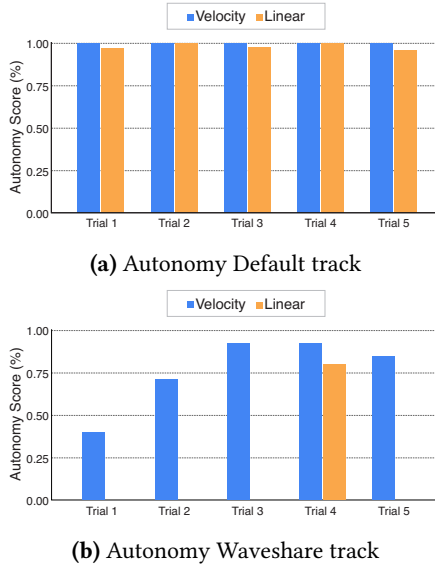 Velocity Linear
Autonomy Score (%)
1.00
0.75
0.50
0.25
0.00
Trial 1 Trial 2 Trial 3 Trial 4 Trial 5
(a) Autonomy Default track
Velocity Linear
Autonomy Score (%)
1.00
0.75
0.50
0.25
0.00
Trial 1 Trial 2 Trial 3 Trial 4 Trial 5
(b) Autonomy Waveshare track